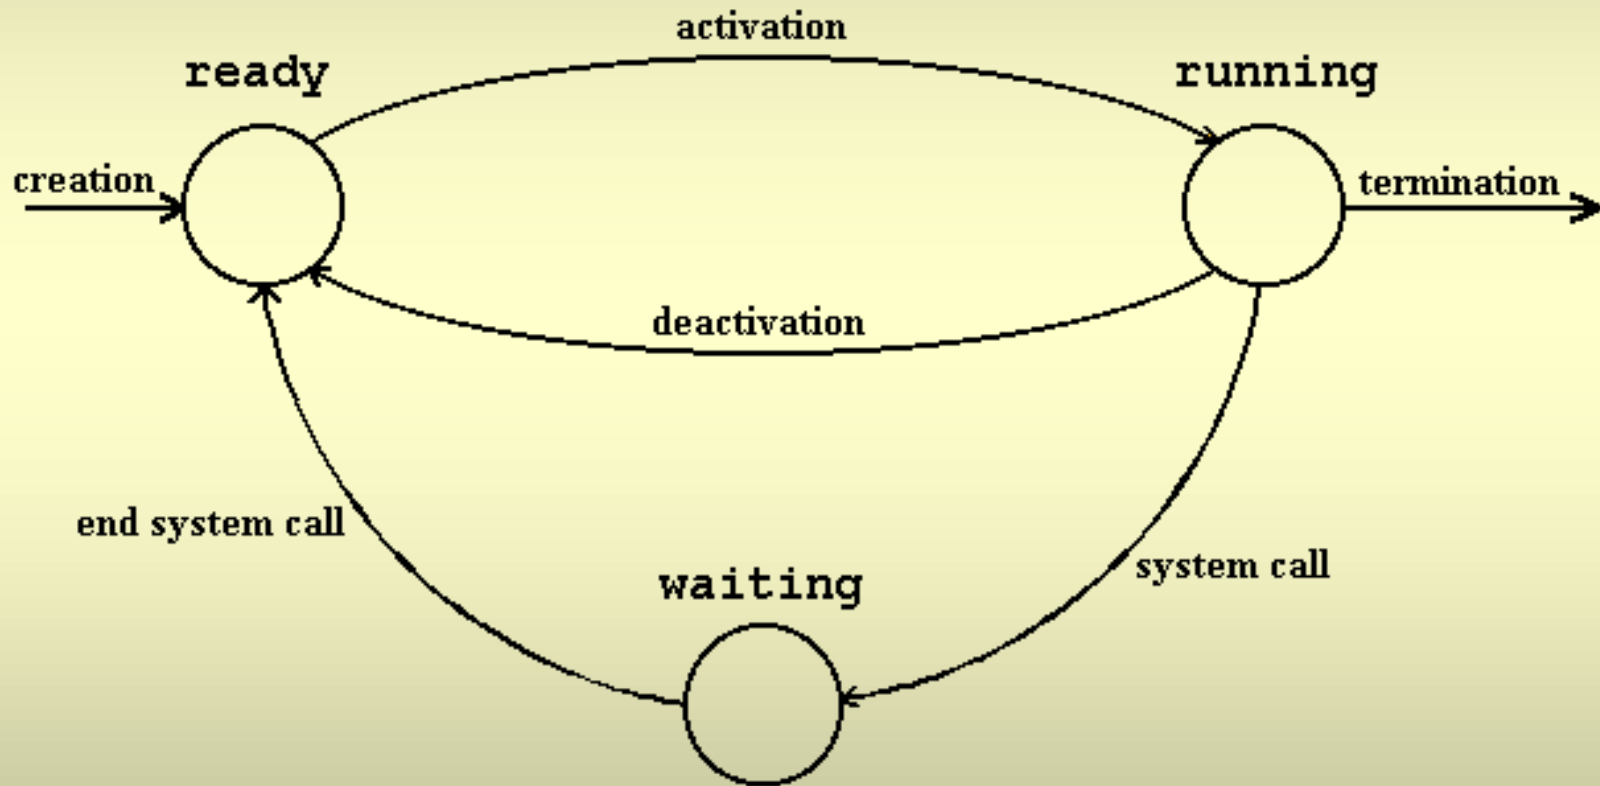 activation
ready
running
creation
termination
deactivation
end system call
system call
waiting